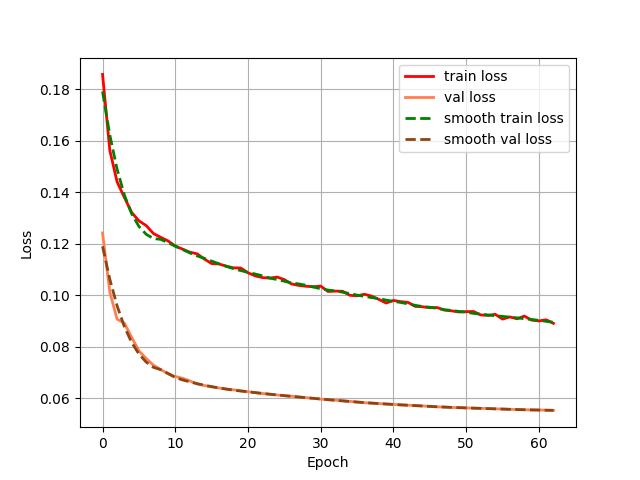 train loss
val loss
smooth train loss
smooth val loss
0.18
0.16
0.14
0.12
0.10
0.08
0.06
Loss
0 10 20 30 40 50 60
Epoch